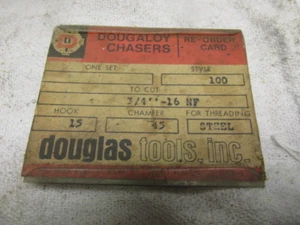 DOUGALOY CHASERS
RE-ORDER CARD
ONE SET
STYLE
100
TO CUT
3/4"-16 NF
HOOK
CHAMFER
FOR THREADING
15
45
STEEL
douglas tools, inc.